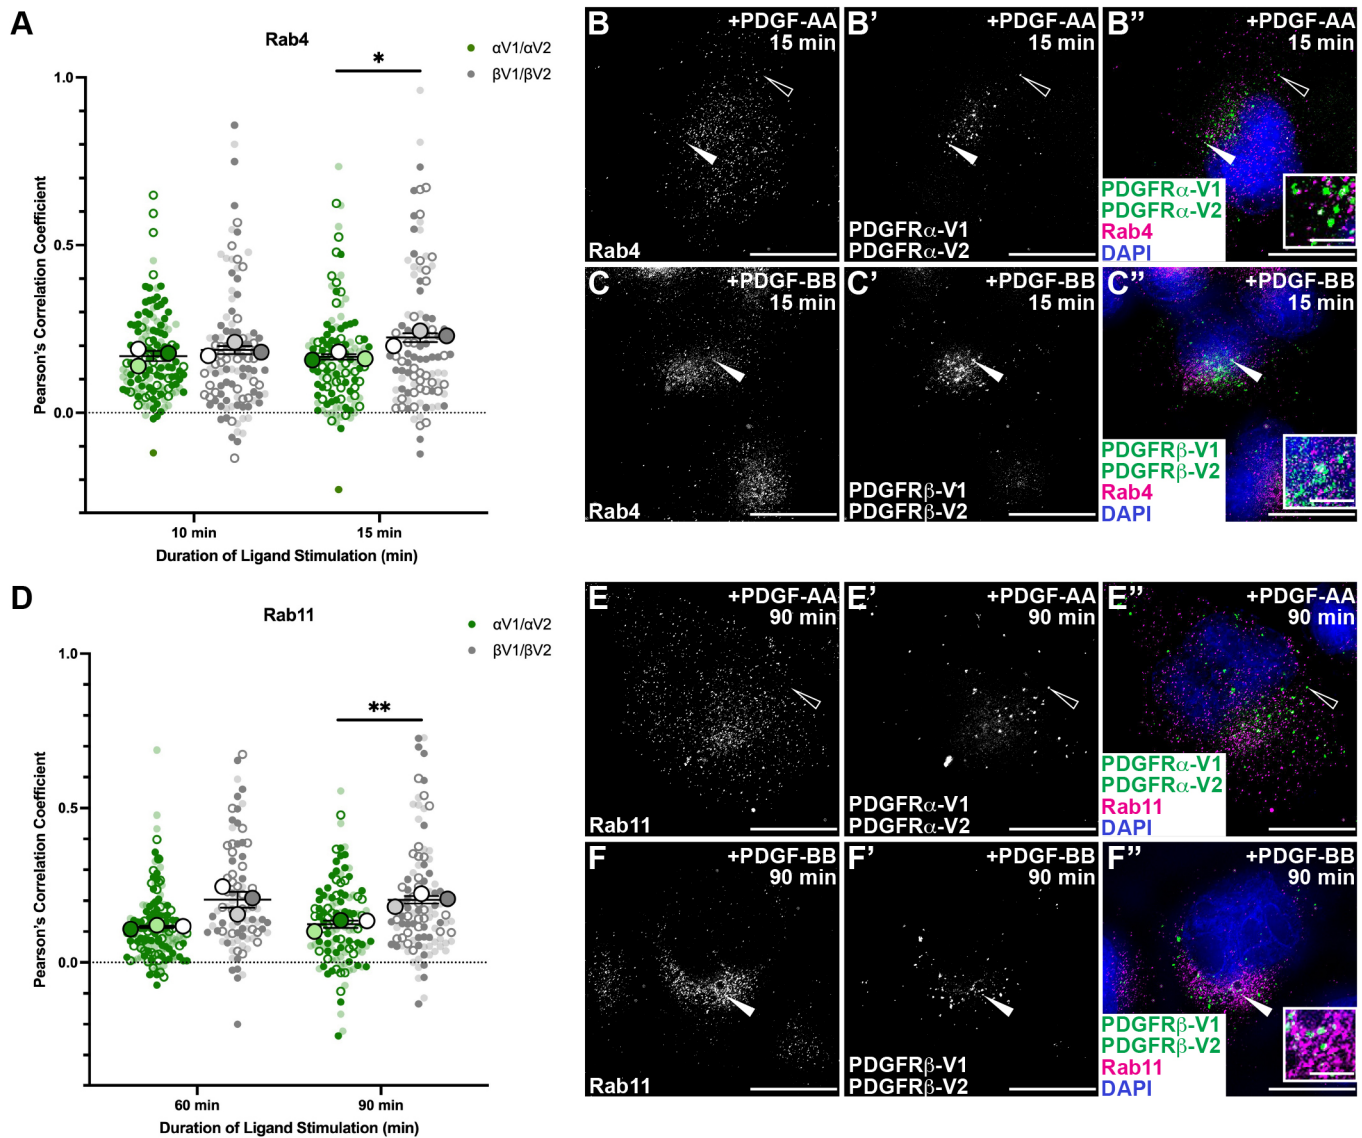 A
Rab4
αV1/αV2
βV1/βV2
*
1.0
0.5
0.0
Pearson's Correlation Coefficient
10 min
15 min
Duration of Ligand Stimulation (min)
B
+PDGF-AA
15 min
Rab4
B’
+PDGF-AA
15 min
PDGFRα-V1
PDGFRα-V2
B”
+PDGF-AA
15 min
PDGFRα-V1
PDGFRα-V2
Rab4
DAPI
C
+PDGF-BB
15 min
Rab4
C’
+PDGF-BB
15 min
PDGFRβ-V1
PDGFRβ-V2
C”
+PDGF-BB
15 min
PDGFRβ-V1
PDGFRβ-V2
Rab4
DAPI
D
Rab11
αV1/αV2
βV1/βV2
**
1.0
0.5
0.0
Pearson's Correlation Coefficient
60 min
90 min
Duration of Ligand Stimulation (min)
E
+PDGF-AA
90 min
Rab11
E’
+PDGF-AA
90 min
PDGFRα-V1
PDGFRα-V2
E”
+PDGF-AA
90 min
PDGFRα-V1
PDGFRα-V2
Rab11
DAPI
F
+PDGF-BB
90 min
Rab11
F’
+PDGF-BB
90 min
PDGFRβ-V1
PDGFRβ-V2
F”
+PDGF-BB
90 min
PDGFRβ-V1
PDGFRβ-V2
Rab11
DAPI